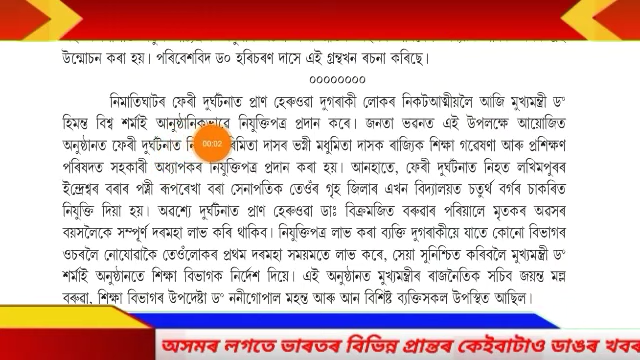 উন্মোচন কৰা হয়। পৰিবেশবিদ ড০ হৰিচৰণ দাসে এই গ্ৰন্থখন ৰচনা কৰিছে।
০০০০০০০০
নিমাতিঘাটৰ ফেৰী দুৰ্ঘটনাত প্ৰাণ হেৰুওৱা দুগৰাকী লোকৰ নিকটআত্মীয়লৈ আজি মুখ্যমন্ত্ৰী ড°
হিমন্ত বিশ্ব শৰ্মাই আনুষ্ঠানিকভাৱে নিযুক্তিপত্ৰ প্ৰদান কৰে। জনতা ভৱনত এই উপলক্ষে আয়োজিত
অনুষ্ঠানত ফেৰী দুৰ্ঘটনাত দাসৰ ভগ্নী মধুমিতা দাসক ৰাজ্যিক শিক্ষা গৱেষণা আৰু প্ৰশিক্ষণ
00:02
পৰিষদত সহকাৰী অধ্যাপকৰ নিযুক্তিপত্ৰ প্ৰদান কৰা হয়। আনহাতে, ফেৰী দুৰ্ঘটনাত নিহত লখিমপুৰৰ
ইন্দ্ৰেশ্বৰ বৰাৰ পত্নী ৰূপৰেখা বৰা সেনাপতিক তেওঁৰ গৃহ জিলাৰ এখন বিদ্যালয়ত চতুৰ্থ বৰ্গৰ চাকৰিত
নিযুক্তি দিয়া হয়। অৱশ্যে দুৰ্ঘটনাত প্ৰাণ হেৰুওৱা ডাঃ বিক্ৰমজিত বৰুৱাৰ পৰিয়ালে মৃতকৰ অৱসৰ
বয়সলৈকে সম্পূৰ্ণ দৰমহা লাভ কৰি থাকিব। নিযুক্তিপত্ৰ লাভ কৰা ব্যক্তি দুগৰাকীয়ে যাতে কোনো বিভাগৰ
ওচৰলৈ নোযোৱাকৈ তেওঁলোকৰ প্ৰথম দৰমহা সময়মতে লাভ কৰে, সেয়া সুনিশ্চিত কৰিবলৈ মুখ্যমন্ত্ৰী ড°
শৰ্মাই অনুষ্ঠানতে শিক্ষা বিভাগক নিৰ্দেশ দিয়ে। এই অনুষ্ঠানত মুখ্যমন্ত্ৰীৰ ৰাজনৈতিক সচিব জয়ন্ত মল্ল
বৰুৱা, শিক্ষা বিভাগৰ উপদেষ্টা ড° ননীগোপাল মহন্ত আৰু আন বিশিষ্ট ব্যক্তিসকল উপস্থিত আছিল।
অসমৰ লগতে ভাৰতৰ বিভিন্ন প্ৰান্তৰ কেইবাটাও ডাঙৰ খবৰ